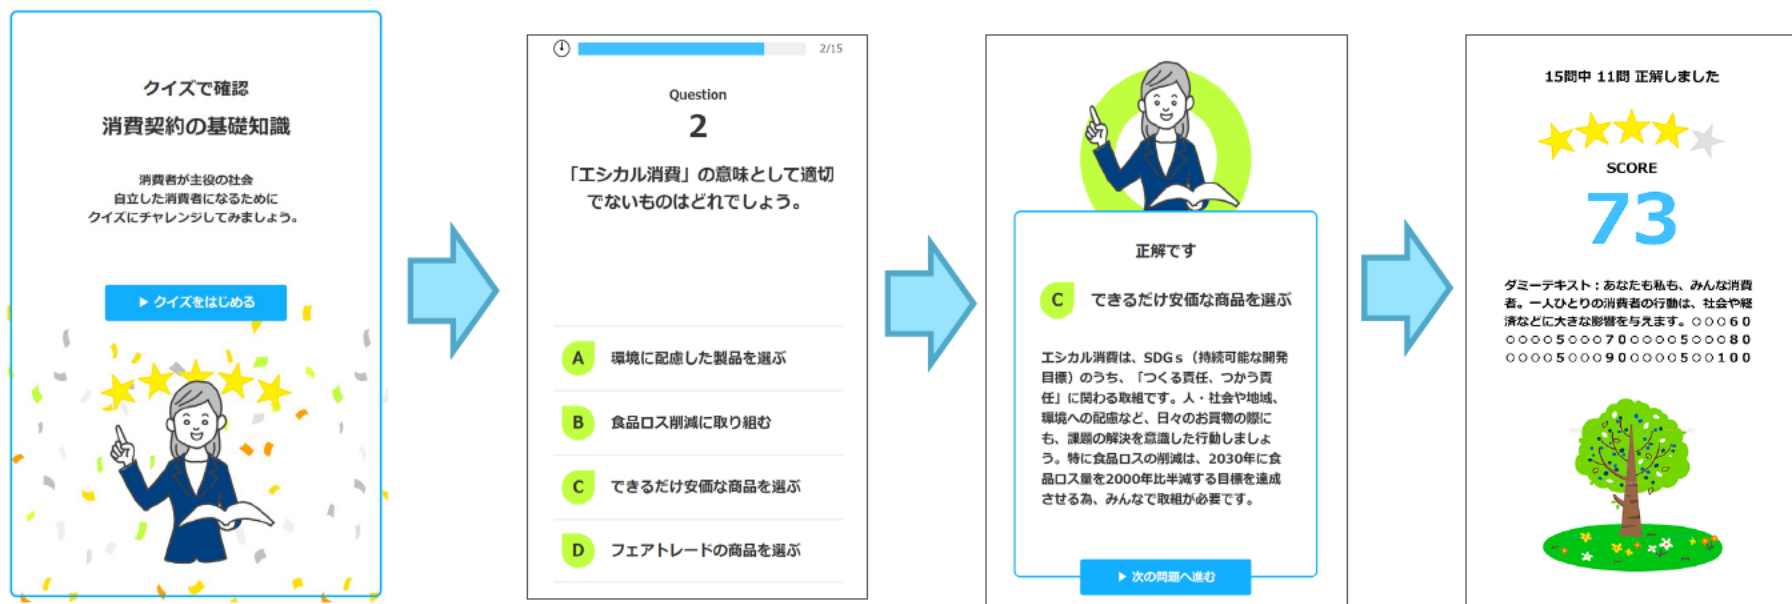 クイズで確認
消費契約の基礎知識
消費者が主役の社会
自立した消費者になるために
クイズにチャレンジしてみましょう。
▶ クイズをはじめる
2/15
Question
2
「エシカル消費」の意味として適切
でないものはどれでしょう。
A 環境に配慮した製品を選ぶ
B 食品ロス削減に取り組む
C できるだけ安価な商品を選ぶ
D フェアトレードの商品を選ぶ
正解です
C できるだけ安価な商品を選ぶ
エシカル消費は、SDGs（持続可能な開発
目標）のうち、「つくる責任、つかう責
任」に関わる取組です。人・社会や地域、
環境への配慮など、日々のお買物の際に
も、課題の解決を意識した行動しましょ
う。特に食品ロスの削減は、2030年に食
品ロス量を2000年比半減する目標を達成
させる為、みんなで取組が必要です。
▶ 次の問題へ進む
15問中 11問 正解しました
SCORE
73
ダミーテキスト：あなたも私も、みんな消費
者。一人ひとりの消費者の行動は、社会や経
済などに大きな影響を与えます。○○○６０
○○○○５○○○７０○○○○５○○○８０
○○○○５○○○９０○○○○５○○１００